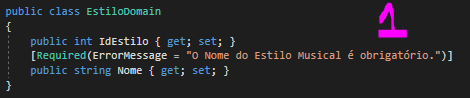 public class EstiloDomain
1
{
public int IdEstilo { get; set; }
[Required(ErrorMessage = "O Nome do Estilo Musical é obrigatório.")]
public string Nome { get; set; }
}